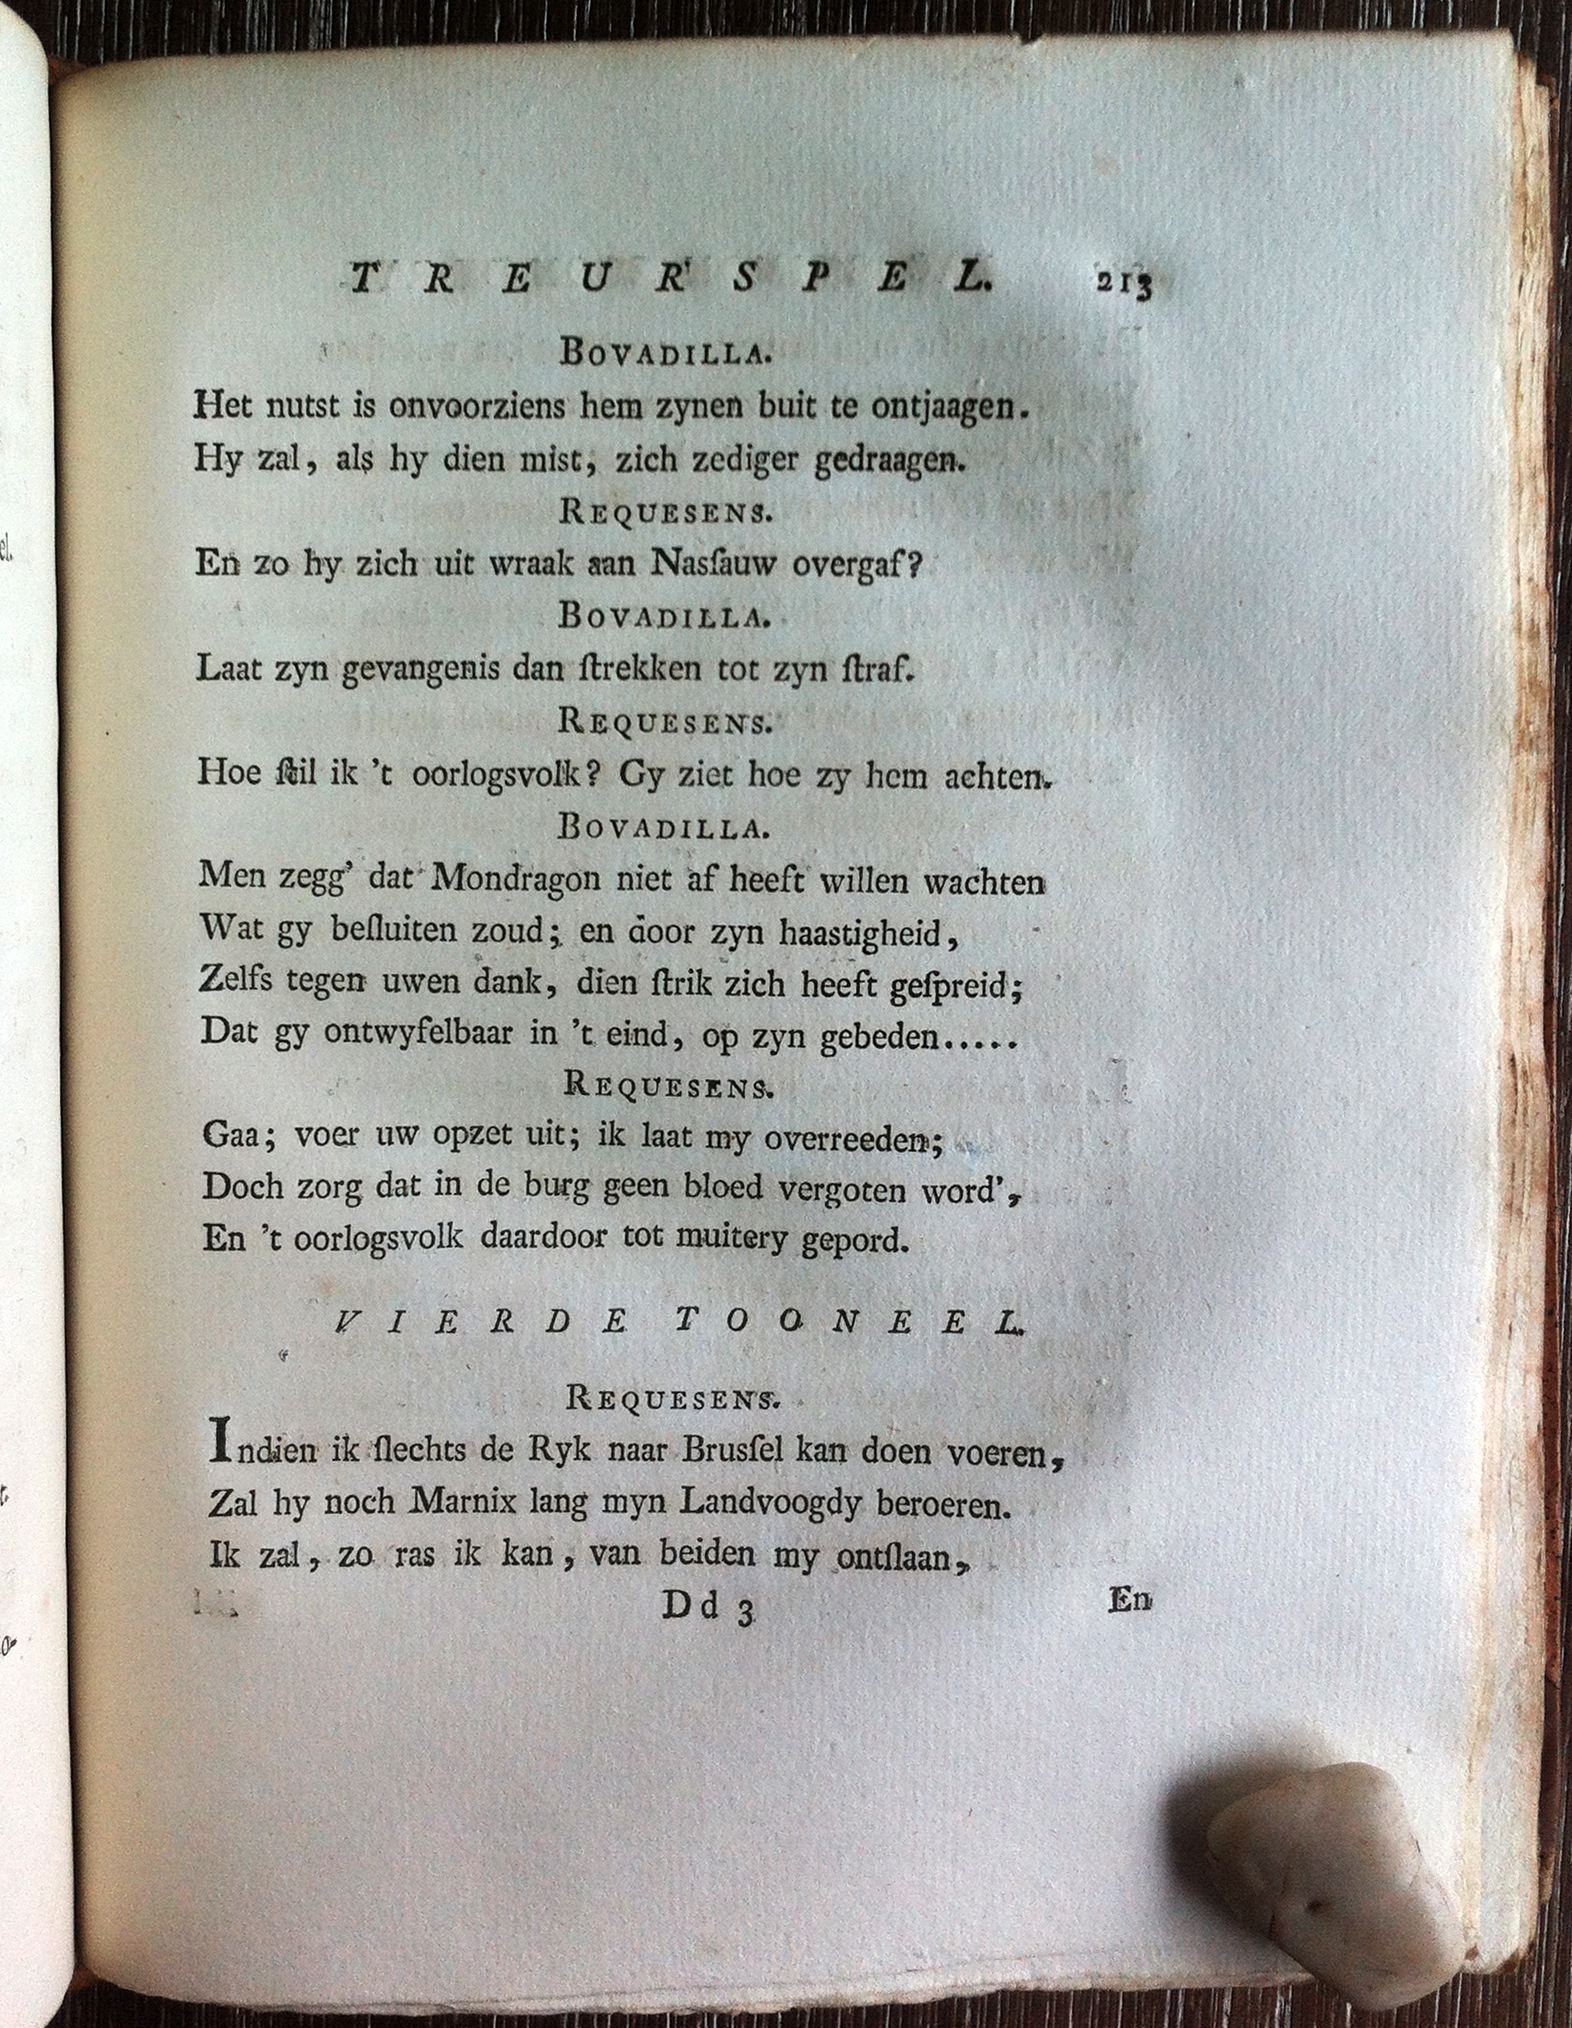 TREURSPEL. 213
BOVADILLA.
Het nutst is onvoorziens hem zynen buit te ontjaagen.
Hy zal, als hy dien mist, zich zediger gedraagen.
REQUESENS.
En zo hy zich uit wraak aan Nasſauw overgaf?
BOVADILLA.
Laat zyn gevangenis dan ſtrekken tot zyn ſtraf.
REQUESENS.
Hoe ſtil ik 't oorlogsvolk? Gy ziet hoe zy hem achten.
BOVADILLA.
Men zegg' dat Mondragon niet af heeft willen wachten
Wat gy beſluiten zoud; en door zyn haastigheid,
Zelfs tegen uwen dank, dien ſtrik zich heeft geſpreid;
Dat gy ontwyfelbaar in 't eind, op zyn gebeden.....
REQUESENS.
Gaa; voer uw opzet uit; ik laat my overreeden;
Doch zorg dat in de burg geen bloed vergoten word',
En 't oorlogsvolk daardoor tot muitery gepord.
VIERDE TOONEEL.
REQUESENS.
Indien ik ſlechts de Ryk naar Brusſel kan doen voeren,
Zal hy noch Marnix lang myn Landvoogdy beroeren.
Ik zal, zo ras ik kan, van beiden my ontſlaan,
Dd 3 En